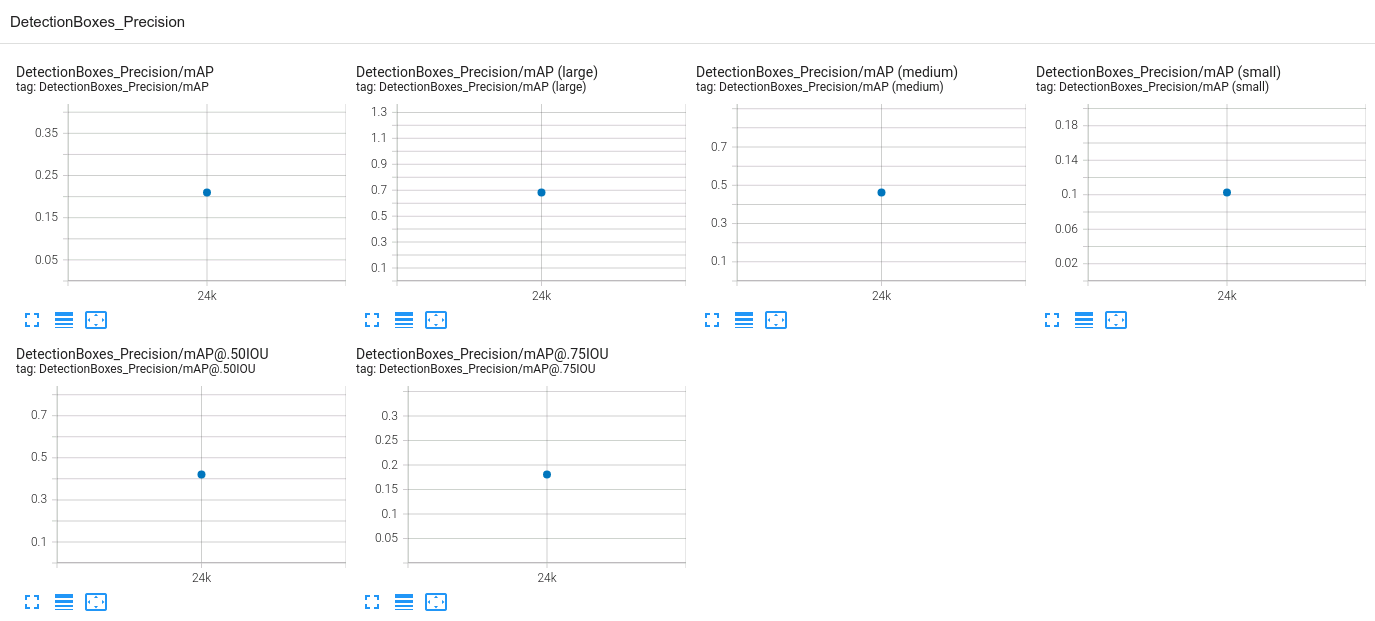 DetectionBoxes_Precision
DetectionBoxes_Precision/mAP
tag: DetectionBoxes_Precision/mAP
0.35
0.25
0.15
0.05
24k
DetectionBoxes_Precision/mAP (large)
tag: DetectionBoxes_Precision/mAP (large)
1.3
1.1
0.9
0.7
0.5
0.3
0.1
24k
DetectionBoxes_Precision/mAP (medium)
tag: DetectionBoxes_Precision/mAP (medium)
0.7
0.5
0.3
0.1
24k
DetectionBoxes_Precision/mAP (small)
tag: DetectionBoxes_Precision/mAP (small)
0.18
0.14
0.1
0.06
0.02
24k
DetectionBoxes_Precision/mAP@.50IOU
tag: DetectionBoxes_Precision/mAP@.50IOU
0.7
0.5
0.3
0.1
24k
DetectionBoxes_Precision/mAP@.75IOU
tag: DetectionBoxes_Precision/mAP@.75IOU
0.3
0.25
0.2
0.15
0.1
0.05
24k